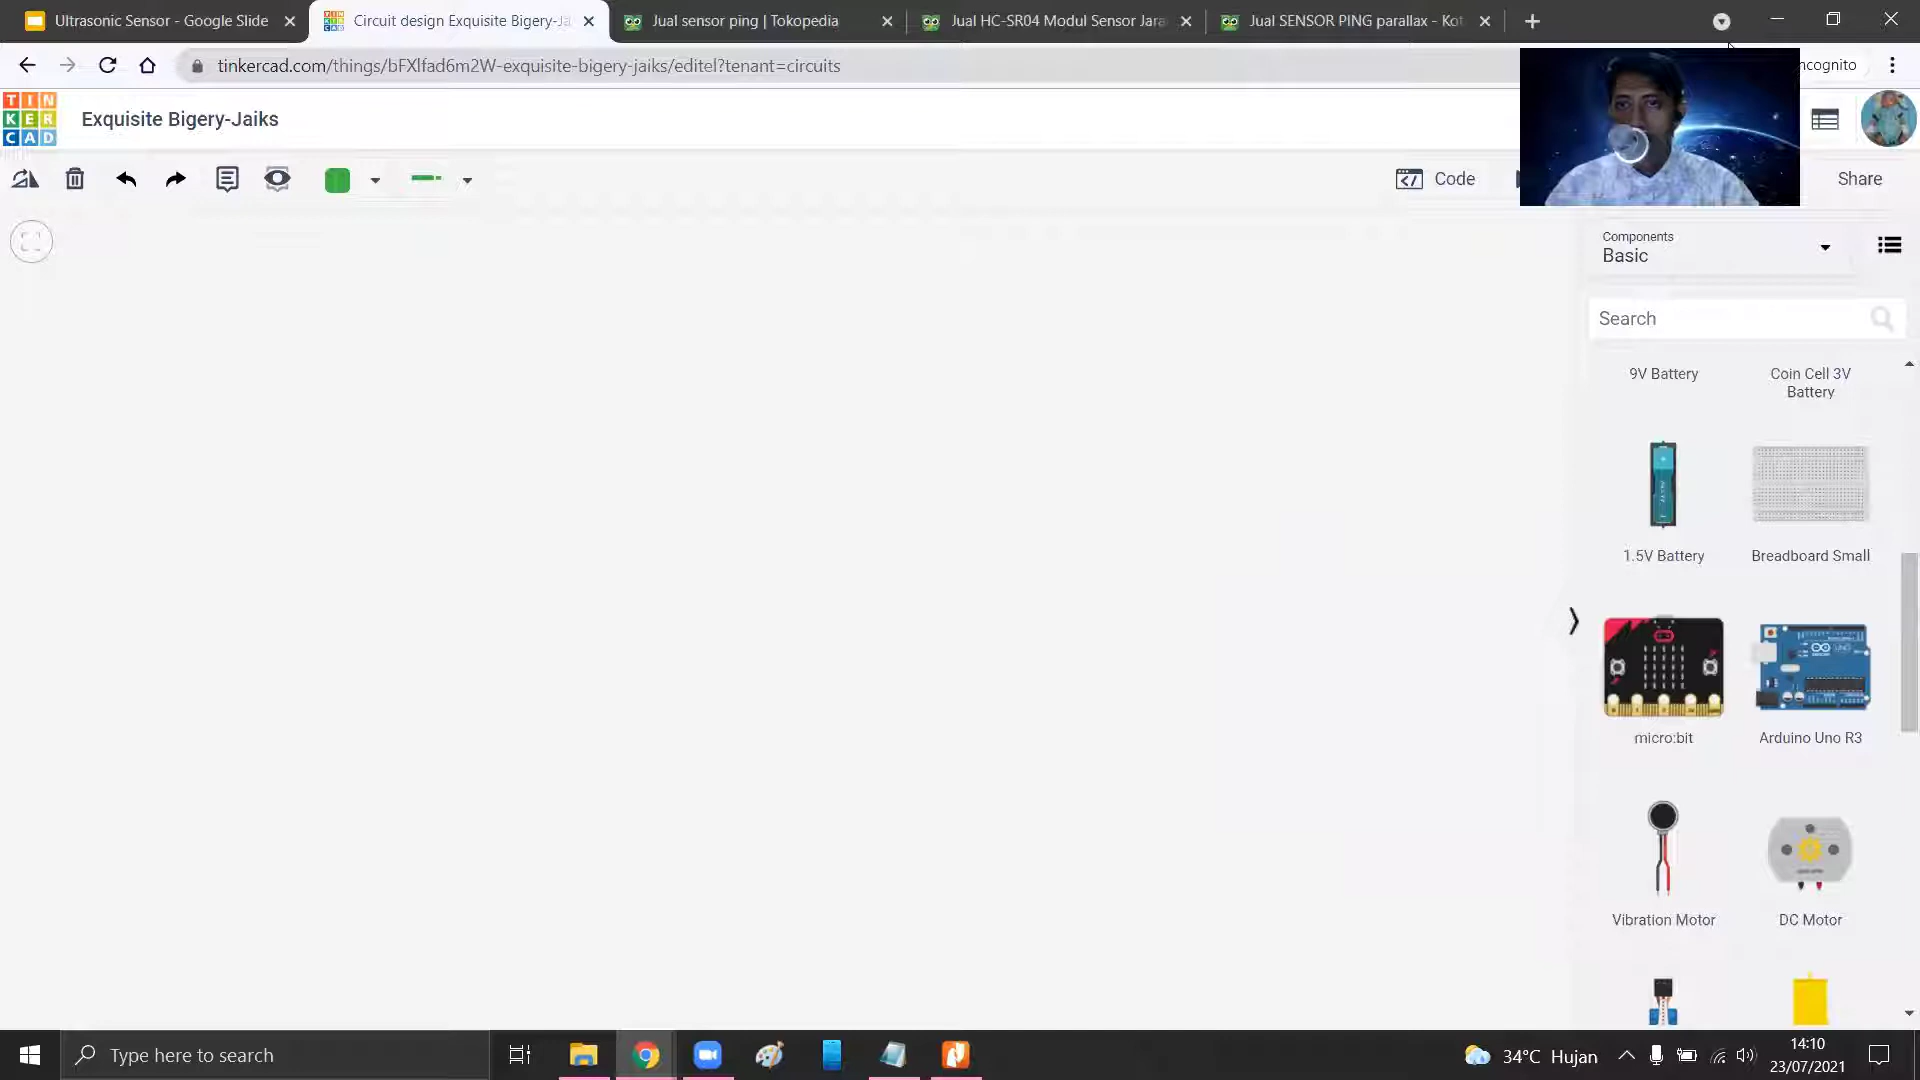 Ultrasonic Sensor - Google Slide
Circuit design Exquisite Bigery-Ja
Jual sensor ping | Tokopedia
Jual HC-SR04 Modul Sensor Jara
Jual SENSOR PING parallax - Kot
tinkercad.com/things/bFXlfad6m2W-exquisite-bigery-jaiks/editel?tenant=circuits
ncognito
TIN
KER
CAD
Exquisite Bigery-Jaiks
Code
Share
Components
Basic
Search
9V Battery
Coin Cell 3V
Battery
1.5V Battery
Breadboard Small
micro:bit
Arduino Uno R3
Vibration Motor
DC Motor
Type here to search
34°C Hujan
14:10
23/07/2021